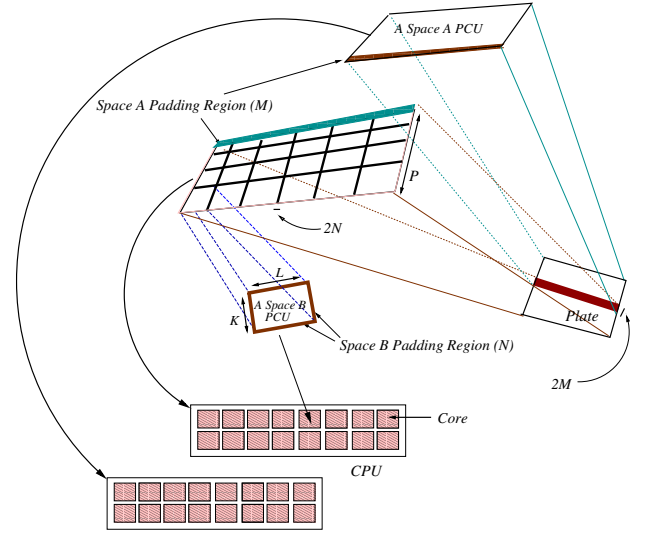 A Space A PCU
Space A Padding Region (M)
P
2N
L
A Space B
PCU
K
Plate
Space B Padding Region (N)
2M
Core
CPU